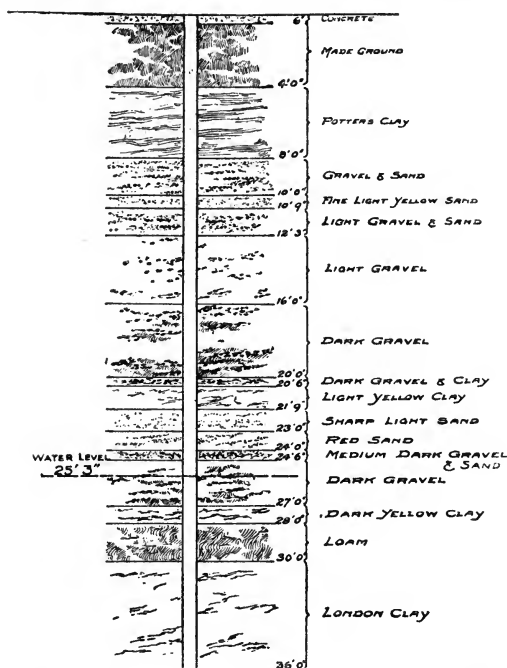 6"
CONCRETE
MADE GROUND
4'0"
POTTERS CLAY
8'0"
GRAVEL & SAND
10'0"
FINE LIGHT YELLOW SAND
10'9"
LIGHT GRAVEL & SAND
12'3"
LIGHT GRAVEL
16'0"
DARK GRAVEL
20'0"
DARK GRAVEL & CLAY
20'6"
LIGHT YELLOW CLAY
21'9"
SHARP LIGHT SAND
23'0"
RED SAND
24'0"
MEDIUM DARK GRAVEL
& SAND
24'6"
WATER LEVEL
25' 3"
DARK GRAVEL
27'0"
DARK YELLOW CLAY
28'0"
LOAM
30'0"
LONDON CLAY
36'0"